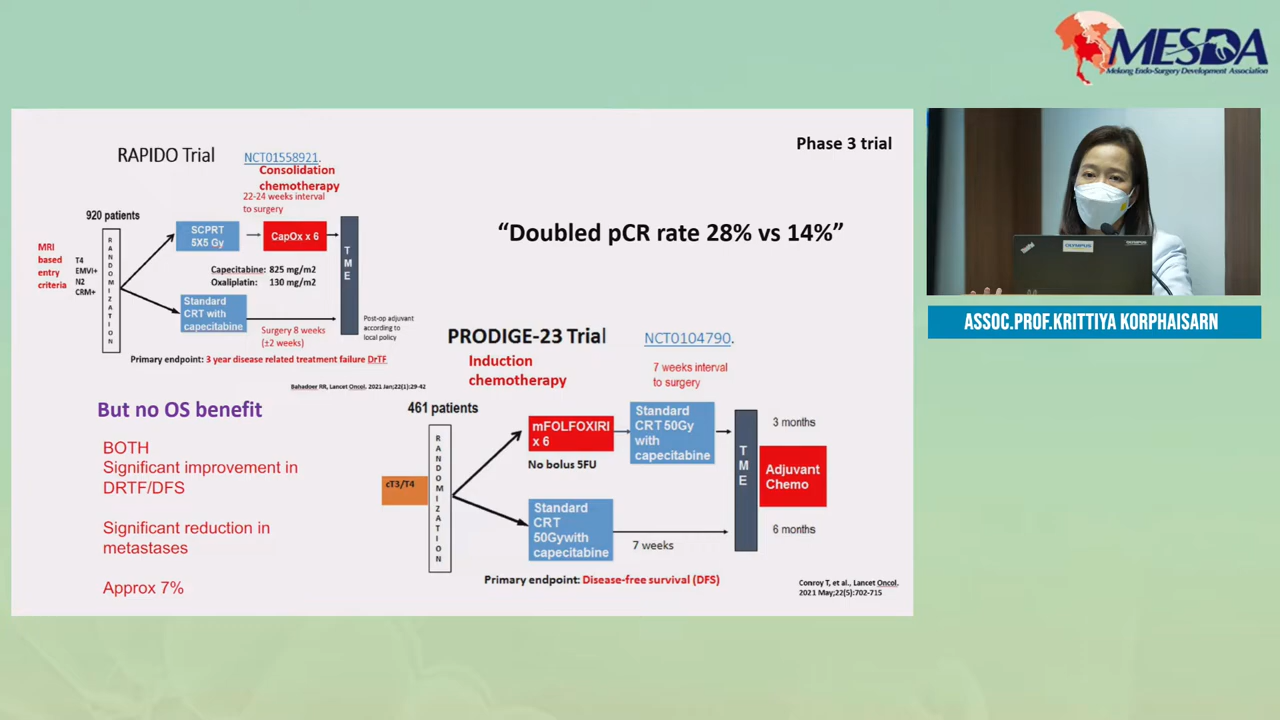 MESDA
Mekong Endo-Surgery Development Association
Phase 3 trial
RAPIDO Trial
NCT01558921.
Consolidation
chemotherapy
22-24 weeks interval
to surgery
920 patients
MRI
based
entry
criteria
T4
EMVI+
N2
CRM+
RANDOMIZATION
SCPRT
5X5 Gy
CapOx x 6
TME
Capecitabine: 825 mg/m2
Oxaliplatin: 130 mg/m2
Standard
CRT with
capecitabine
Surgery 8 weeks
(±2 weeks)
Post-op adjuvant
according to
local policy
Primary endpoint: 3 year disease related treatment failure DrTF
Bahadoer RR, Lancet Oncol. 2021 Jan;22(1):29-42
“Doubled pCR rate 28% vs 14%”
But no OS benefit
BOTH
Significant improvement in
DRTF/DFS
Significant reduction in
metastases
Approx 7%
PRODIGE-23 Trial
NCT0104790.
Induction
chemotherapy
7 weeks interval
to surgery
461 patients
cT3/T4
RANDOMIZATION
mFOLFOXIRI
x 6
No bolus 5FU
Standard
CRT 50Gy
with
capecitabine
TME
3 months
Adjuvant
Chemo
6 months
Standard
CRT
50Gywith
capecitabine
7 weeks
Primary endpoint: Disease-free survival (DFS)
Conroy T, et al., Lancet Oncol.
2021 May;22(5):702-715
OLYMPUS
ASSOC.PROF.KRITTIYA KORPHAISARN